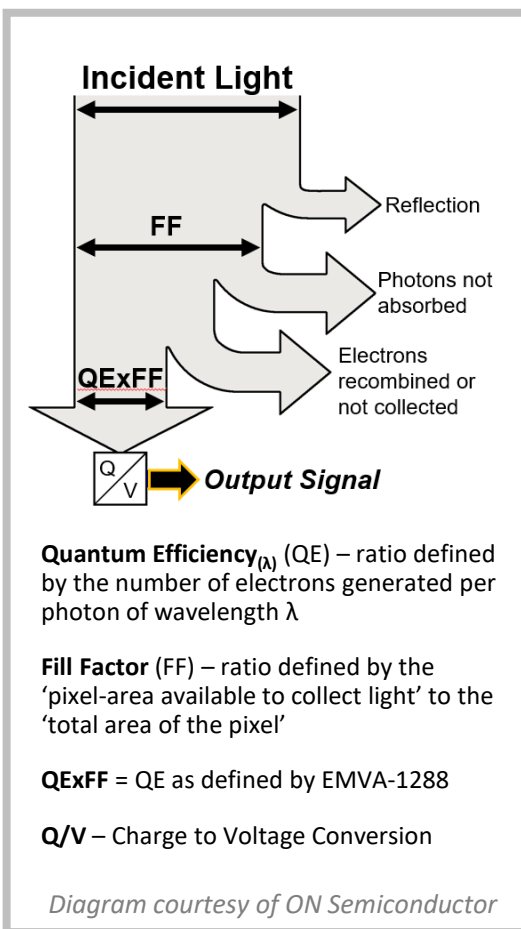 Incident Light
Reflection
FF
Photons not
absorbed
Electrons
recombined or
not collected
QExFF
Q
V
Output Signal
Quantum Efficiency(λ) (QE) – ratio defined
by the number of electrons generated per
photon of wavelength λ
Fill Factor (FF) – ratio defined by the
‘pixel-area available to collect light’ to the
‘total area of the pixel’
QExFF = QE as defined by EMVA-1288
Q/V – Charge to Voltage Conversion
Diagram courtesy of ON Semiconductor